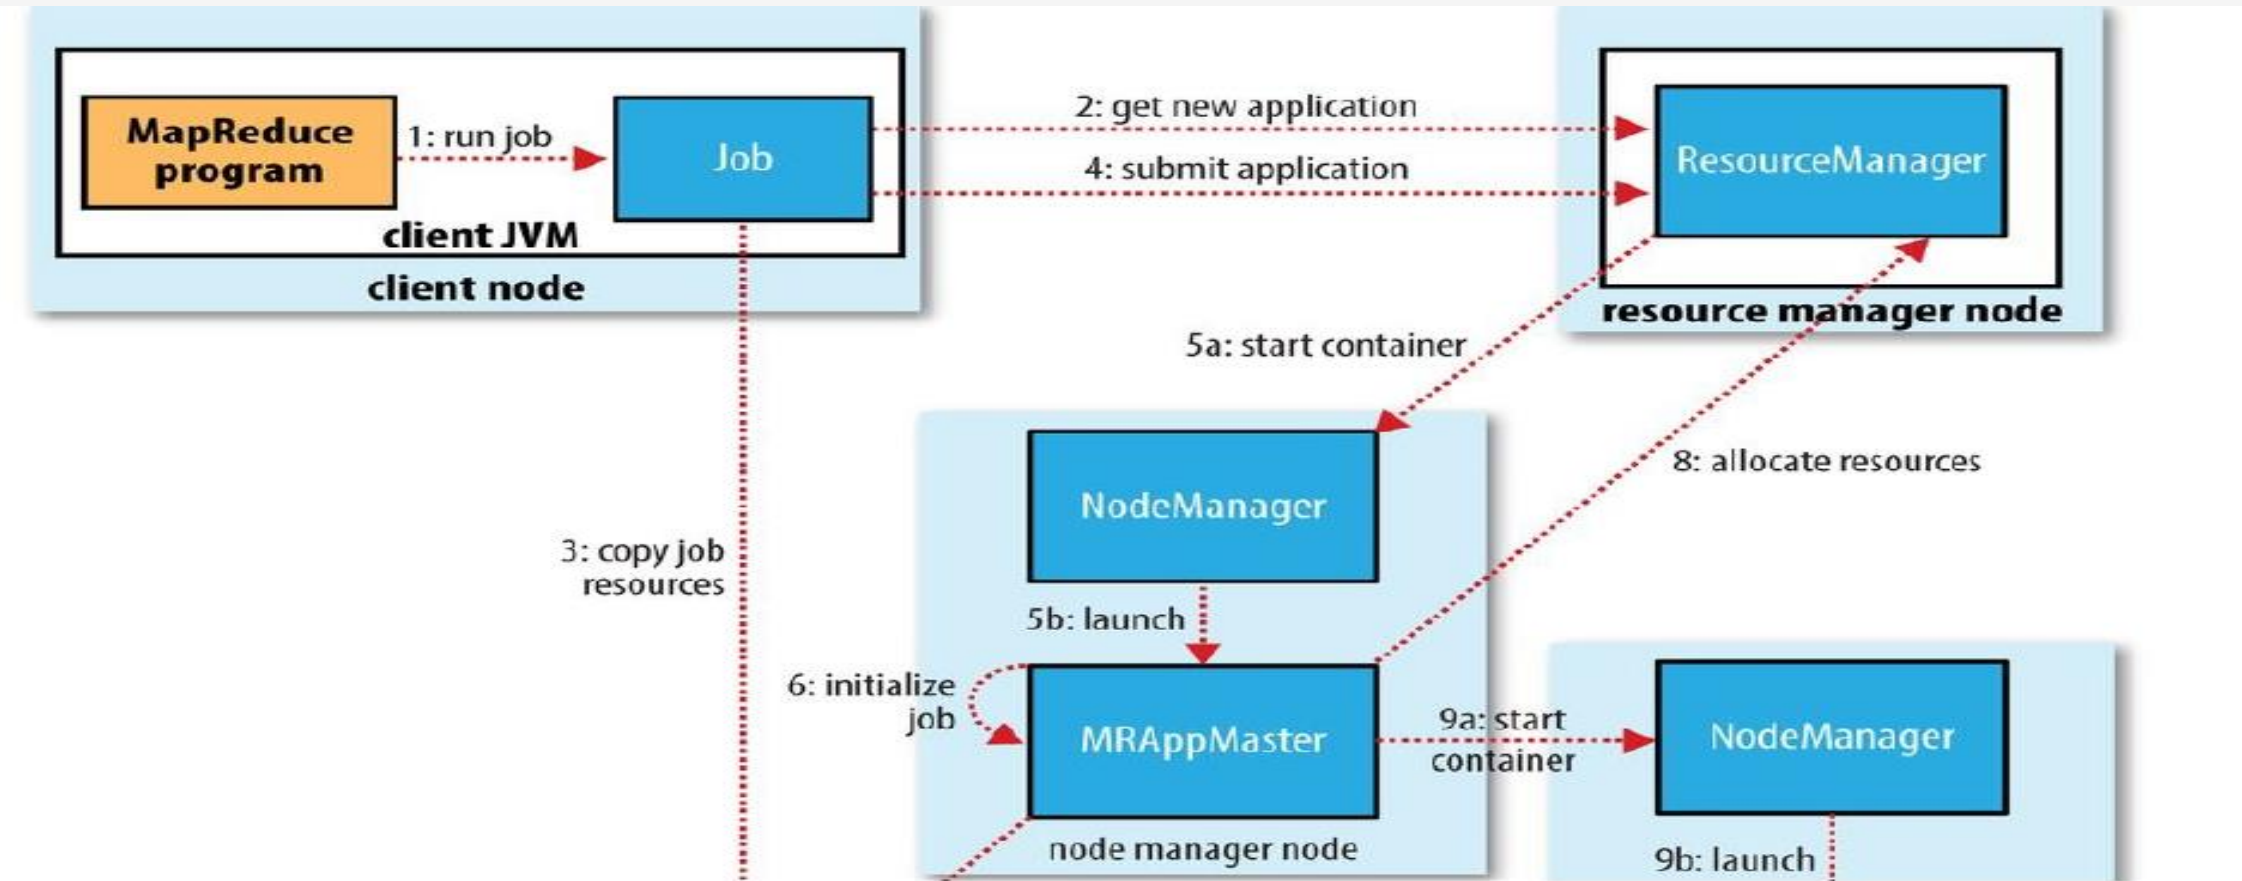 MapReduce
program
1: run job
Job
client JVM
client node
2: get new application
4: submit application
ResourceManager
resource manager node
5a: start container
8: allocate resources
3: copy job
resources
NodeManager
5b: launch
6: initialize
job
MRAppMaster
node manager node
9a: start
container
NodeManager
9b: launch